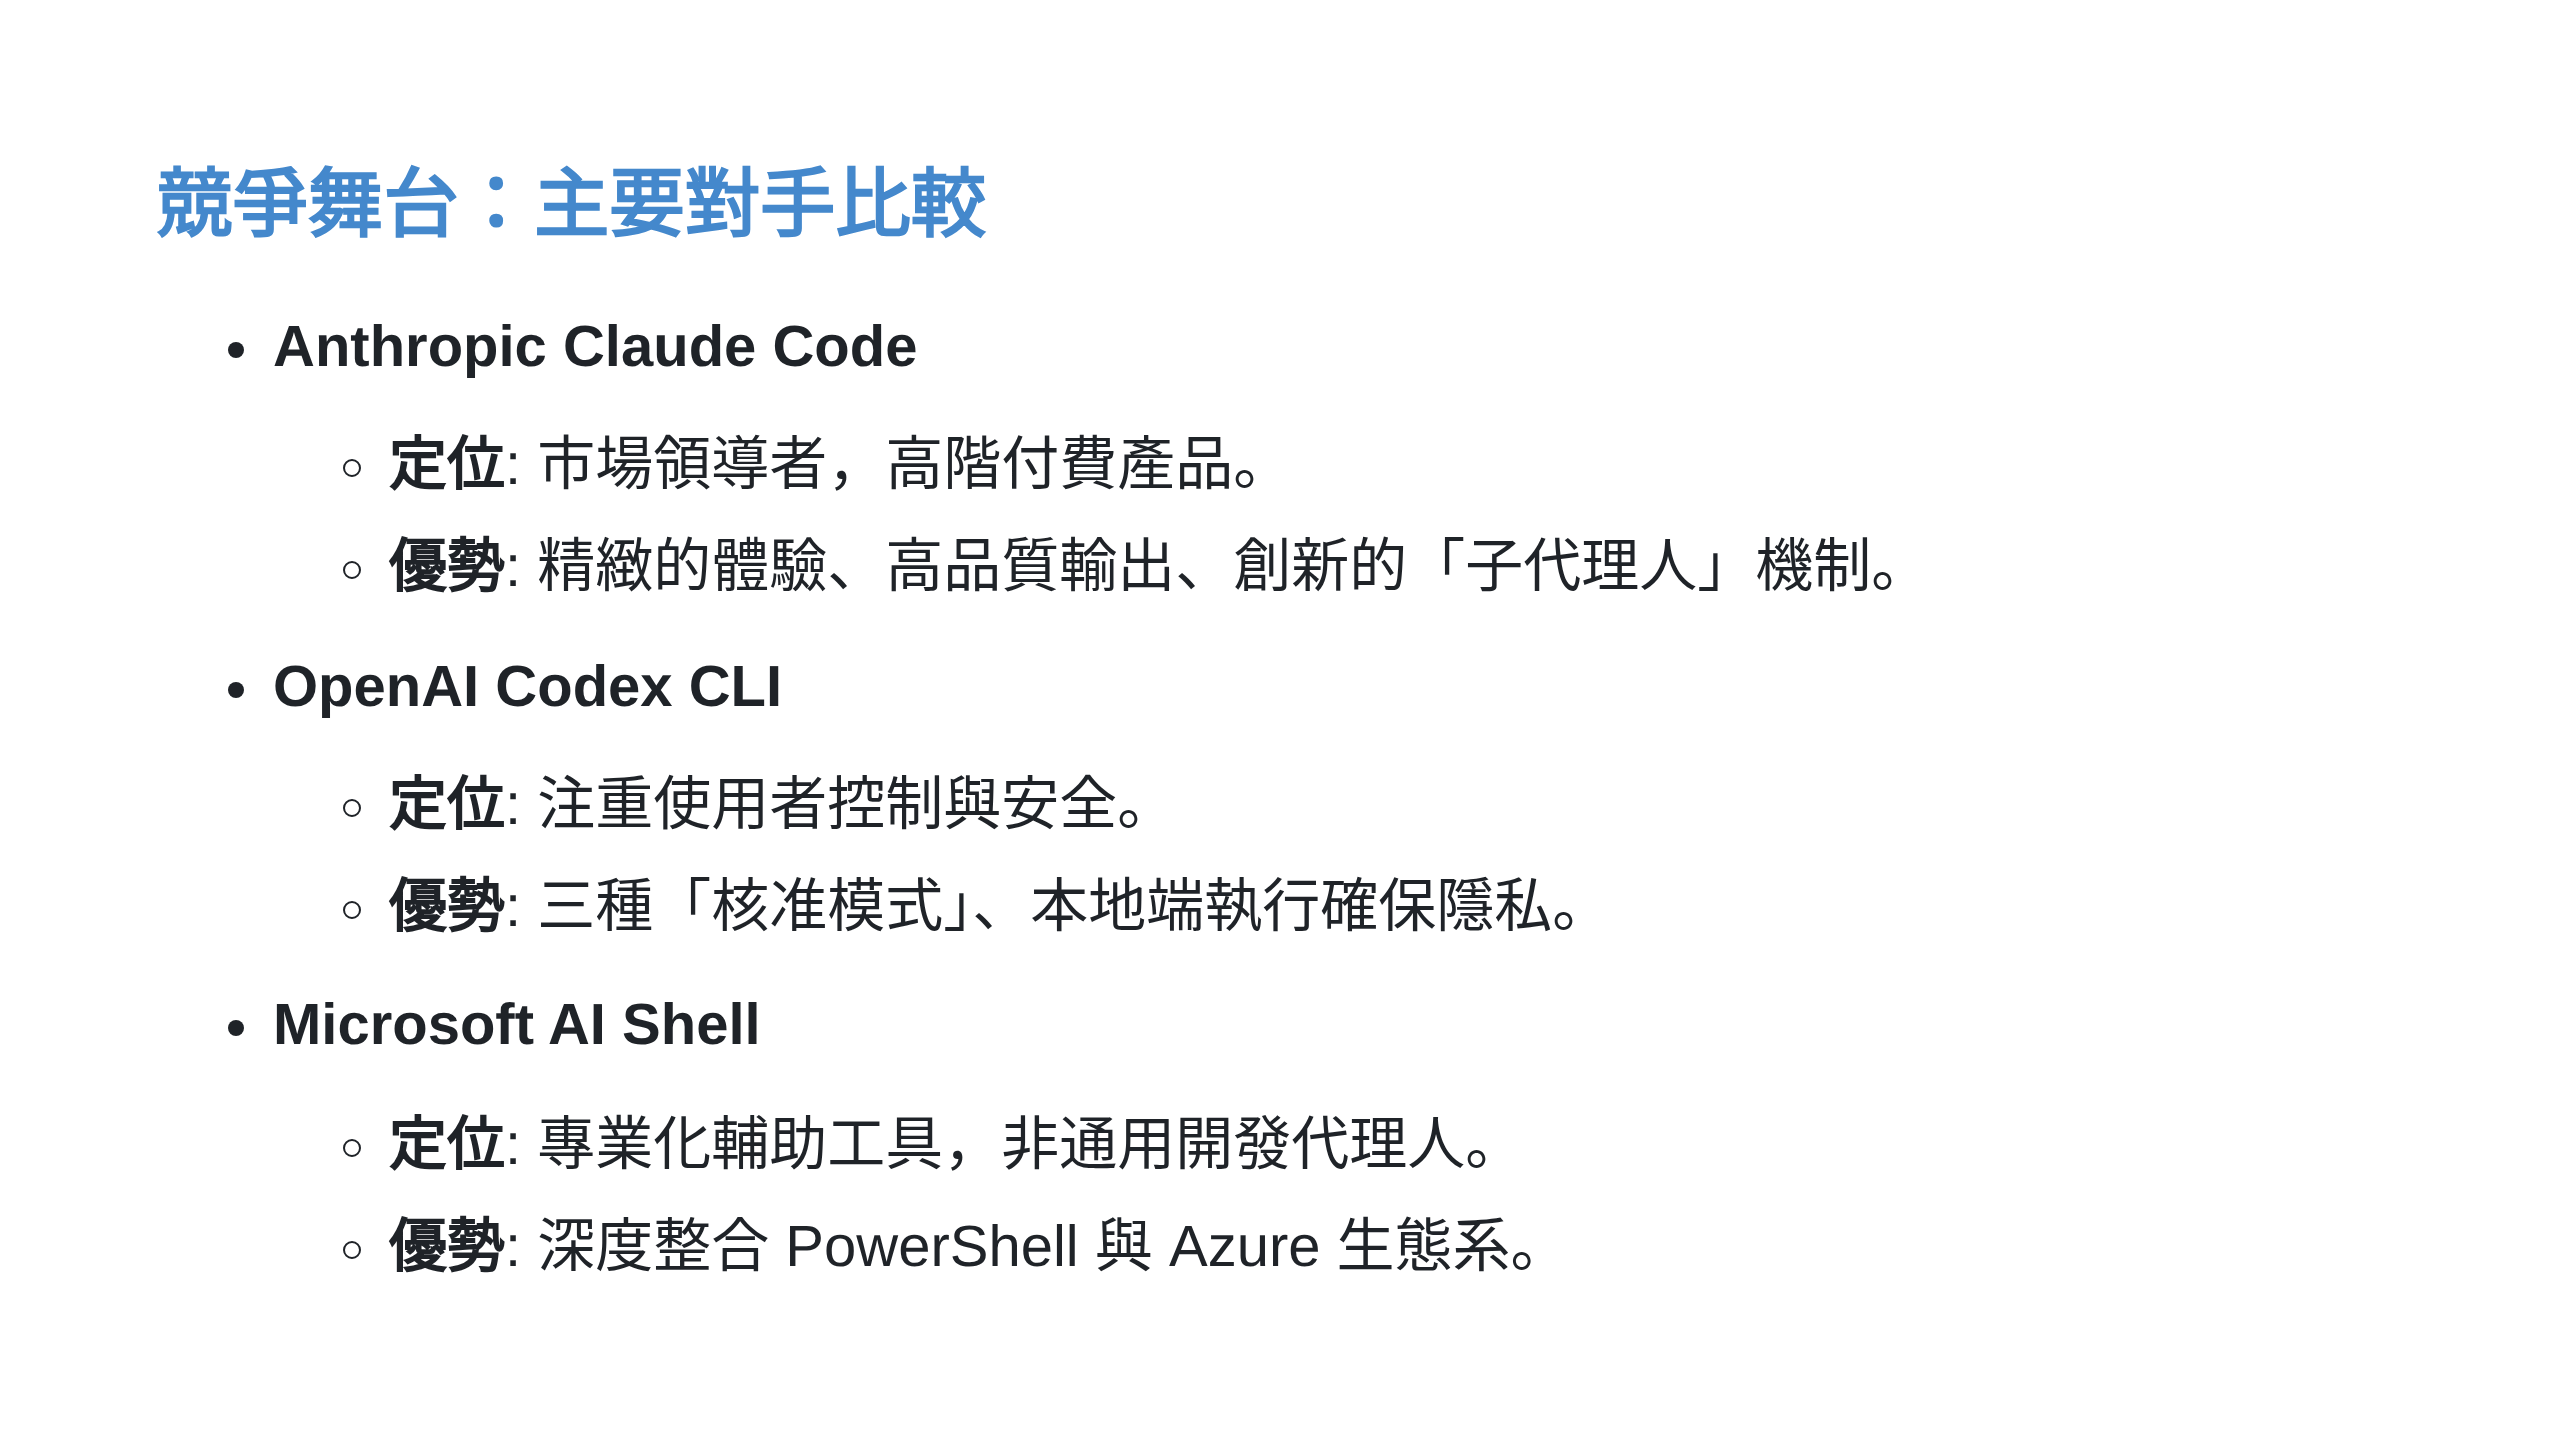 競爭舞台：主要對手比較
Anthropic Claude Code
定位: 市場領導者，高階付費產品。
優勢: 精緻的體驗、高品質輸出、創新的「子代理人」機制。
OpenAI Codex CLI
定位: 注重使用者控制與安全。
優勢: 三種「核准模式」、本地端執行確保隱私。
Microsoft AI Shell
定位: 專業化輔助工具，非通用開發代理人。
優勢: 深度整合 PowerShell 與 Azure 生態系。